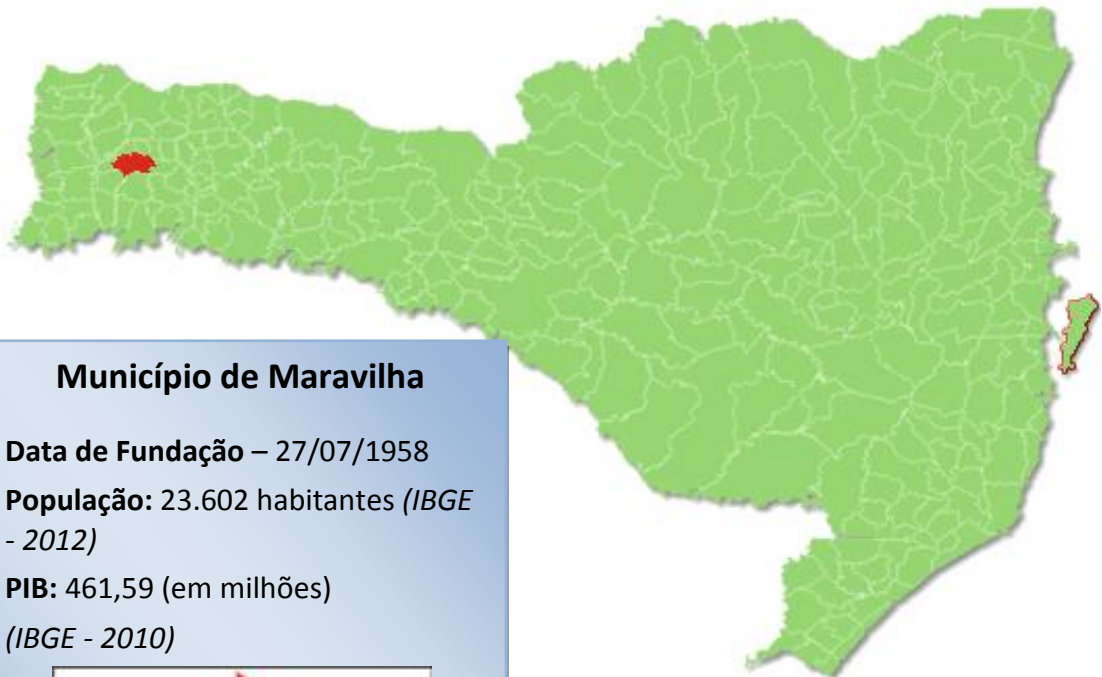 Município de Maravilha
Data de Fundação – 27/07/1958
População: 23.602 habitantes (IBGE
- 2012)
PIB: 461,59 (em milhões)
(IBGE - 2010)